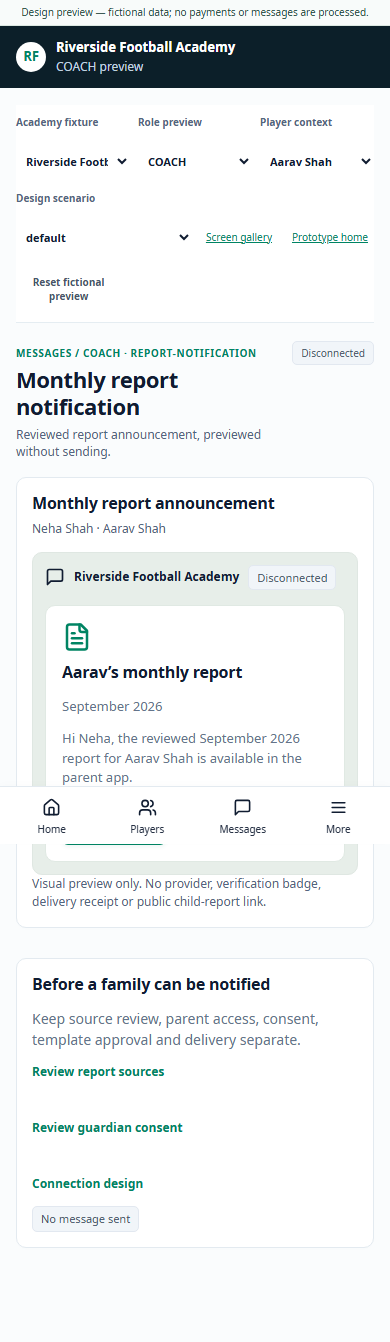 Design preview — fictional data; no payments or messages are processed.
RF
Riverside Football Academy
COACH preview
Academy fixture
Role preview
Player context
Riverside Footb
COACH
Aarav Shah
Design scenario
default
Screen gallery
Prototype home
Reset fictional
preview
MESSAGES / COACH · REPORT-NOTIFICATION
Disconnected
Monthly report
notification
Reviewed report announcement, previewed
without sending.
Monthly report announcement
Neha Shah · Aarav Shah
Riverside Football Academy
Disconnected
Aarav’s monthly report
September 2026
Hi Neha, the reviewed September 2026
report for Aarav Shah is available in the
parent app.
Home
Players
Messages
More
Visual preview only. No provider, verification badge,
delivery receipt or public child-report link.
Before a family can be notified
Keep source review, parent access, consent,
template approval and delivery separate.
Review report sources
Review guardian consent
Connection design
No message sent